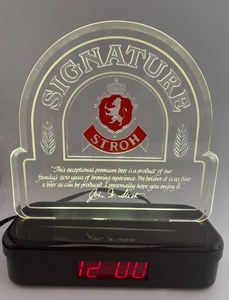 SIGNATURE
STROH
"This exceptional premium beer is a product of our
family's 200 years of brewing experience. We believe it is as fine
a beer as can be produced. I personally hope you enjoy it."
12:00